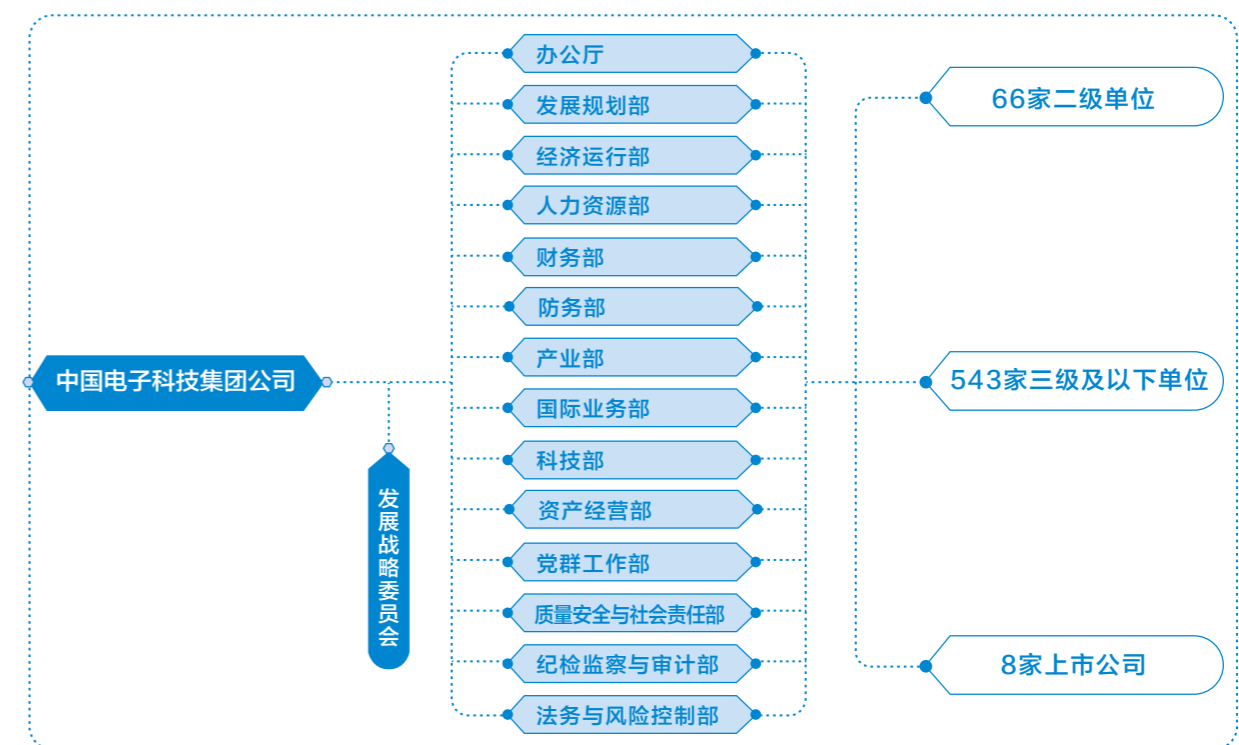 中国电子科技集团公司
发展战略委员会
办公厅
发展规划部
经济运行部
人力资源部
财务部
防务部
产业部
国际业务部
科技部
资产经营部
党群工作部
质量安全与社会责任部
纪检监察与审计部
法务与风险控制部
66家二级单位
543家三级及以下单位
8家上市公司